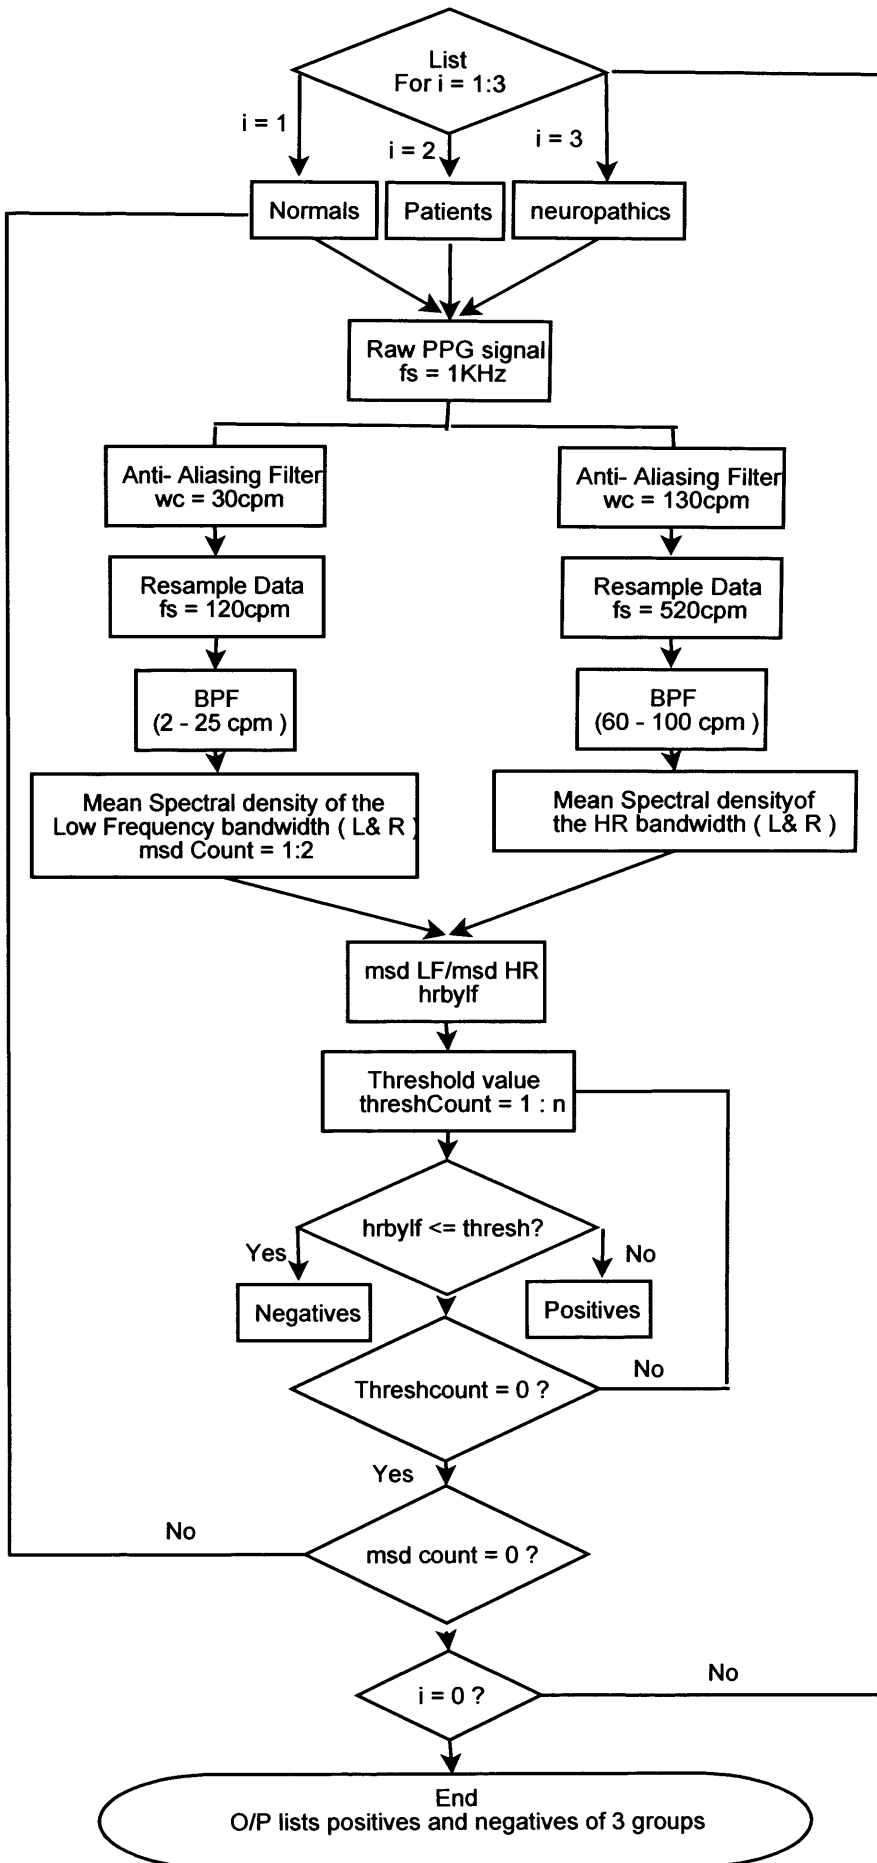 List
For i = 1:3
i = 1
i = 2
i = 3
Normals
Patients
neuropathics
Raw PPG signal
fs = 1KHz
Anti- Aliasing Filter
wc = 30cpm
Anti- Aliasing Filter
wc = 130cpm
Resample Data
fs = 120cpm
Resample Data
fs = 520cpm
BPF
(2 - 25 cpm )
BPF
(60 - 100 cpm )
Mean Spectral density of the
Low Frequency bandwidth ( L& R )
msd Count = 1:2
Mean Spectral densityof
the HR bandwidth ( L& R )
msd LF/msd HR
hrbylf
Threshold value
threshCount = 1 : n
hrbylf <= thresh?
Yes
No
Negatives
Positives
Threshcount = 0 ?
No
Yes
msd count = 0 ?
No
i = 0 ?
No
End
O/P lists positives and negatives of 3 groups